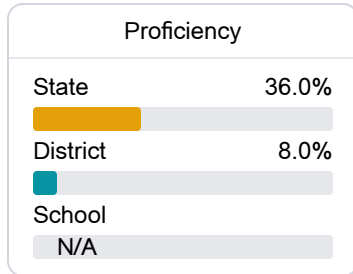 Proficiency
State 36.0%
District 8.0%
School
N/A